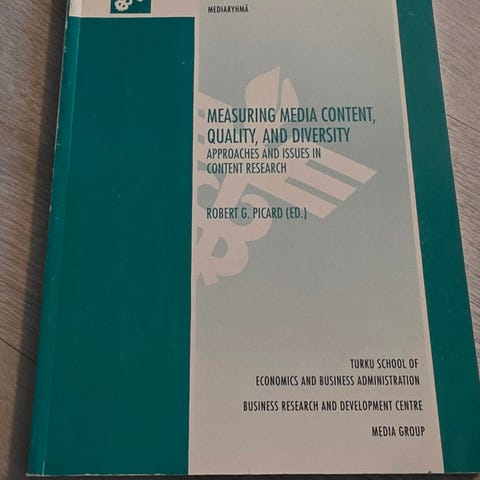 MEDIARYHMÄ
MEASURING MEDIA CONTENT,
QUALITY, AND DIVERSITY
APPROACHES AND ISSUES IN
CONTENT RESEARCH
ROBERT G. PICARD (ED.)
TURKU SCHOOL OF
ECONOMICS AND BUSINESS ADMINISTRATION
BUSINESS RESEARCH AND DEVELOPMENT CENTRE
MEDIA GROUP